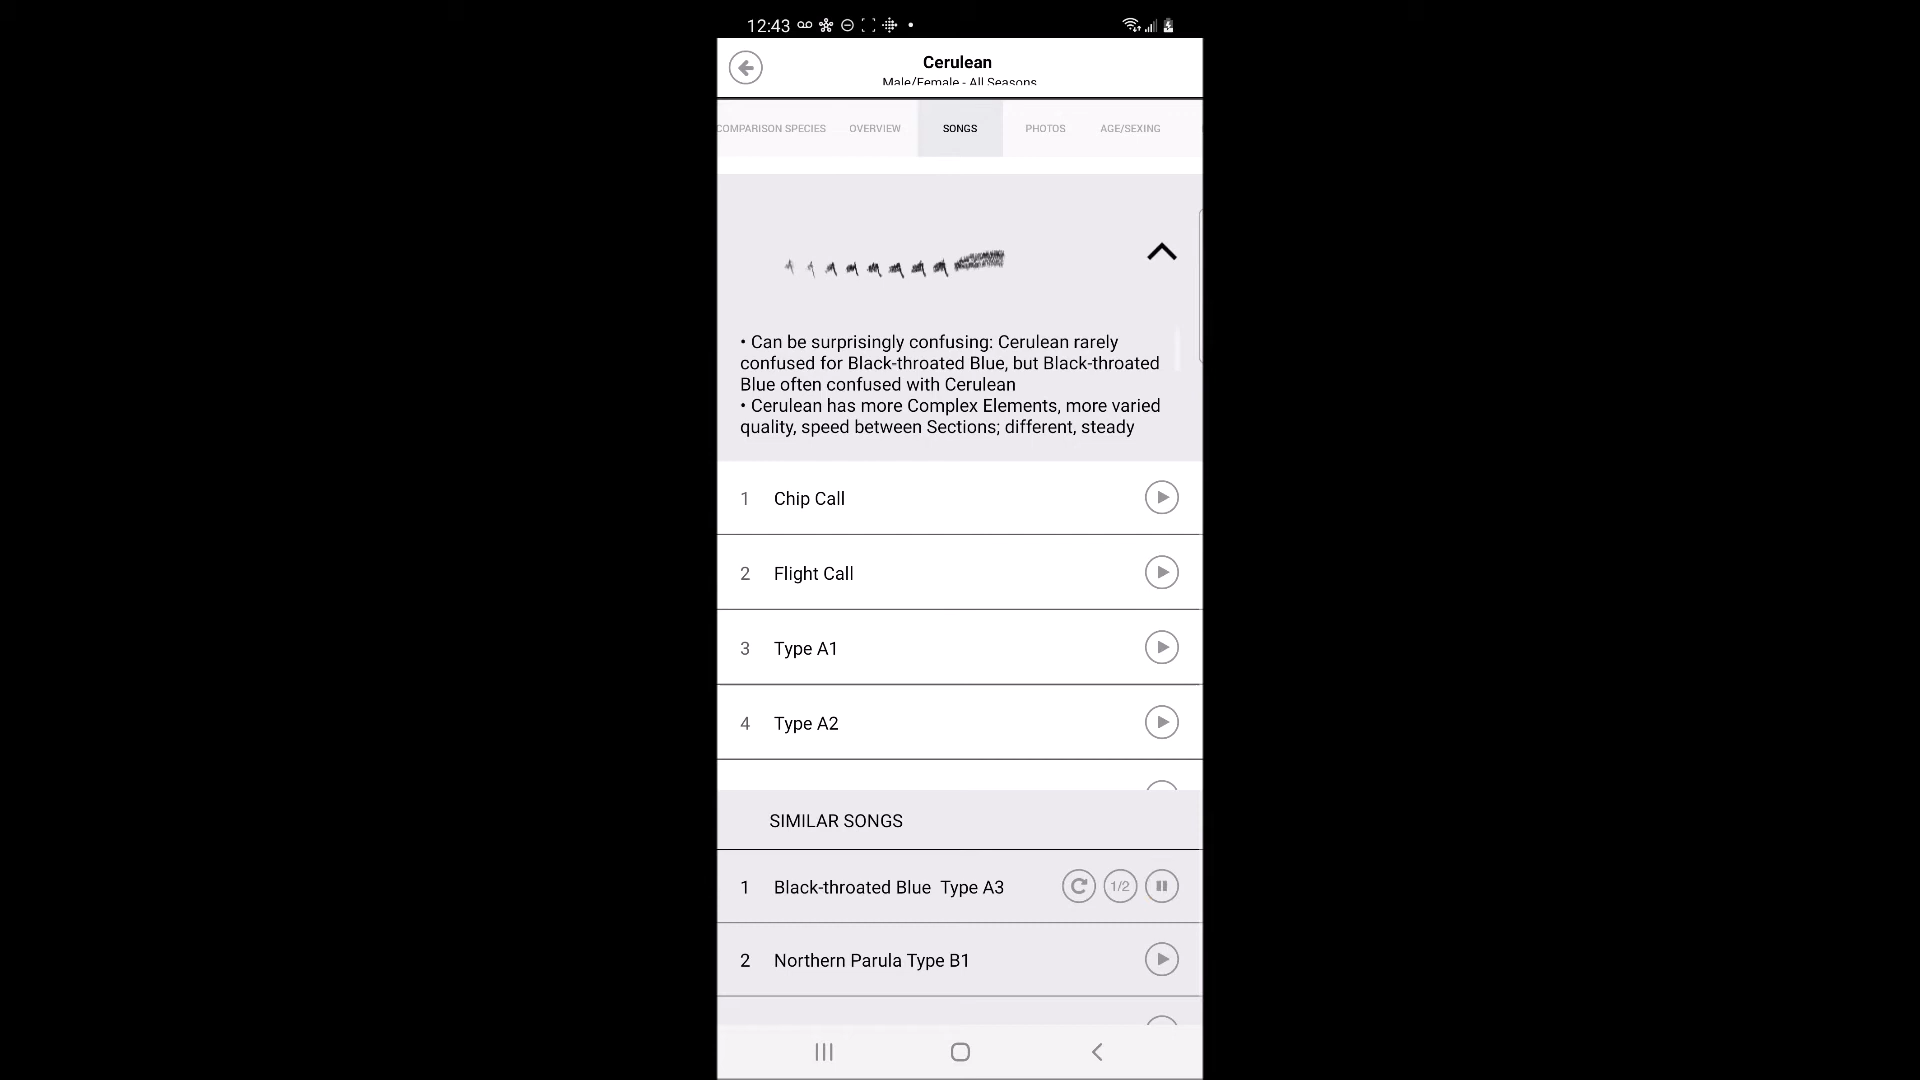 12:43
Cerulean
Male/Female - All Seasons
COMPARISON SPECIES OVERVIEW SONGS PHOTOS AGE/SEXING
• Can be surprisingly confusing: Cerulean rarely
confused for Black-throated Blue, but Black-throated
Blue often confused with Cerulean
• Cerulean has more Complex Elements, more varied
quality, speed between Sections; different, steady
1 Chip Call
2 Flight Call
3 Type A1
4 Type A2
SIMILAR SONGS
1 Black-throated Blue Type A3 1/2
2 Northern Parula Type B1